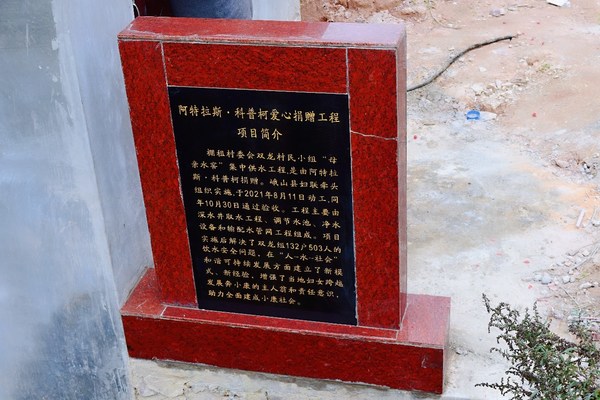 阿特拉斯·科普柯爱心捐赠工程
项目简介
棚租村委会双龙村民小组“母
亲水窖”集中供水工程,是由阿特拉
斯·科普柯捐赠。峨山县妇联牵头
组织实施,于2021年8月11日动工,同
年10月30日通过验收。工程主要由
深水井取水工程、调节水池、净水
设备和输配水管网工程组成。项目
实施后解决了双龙组132户503人的
饮水安全问题,在“人-水-社会”
和谐可持续发展方面建立了新模
式、新经验,增强了当地妇女跨越
发展奔小康的主人翁和责任意识,
助力全面建成小康社会。